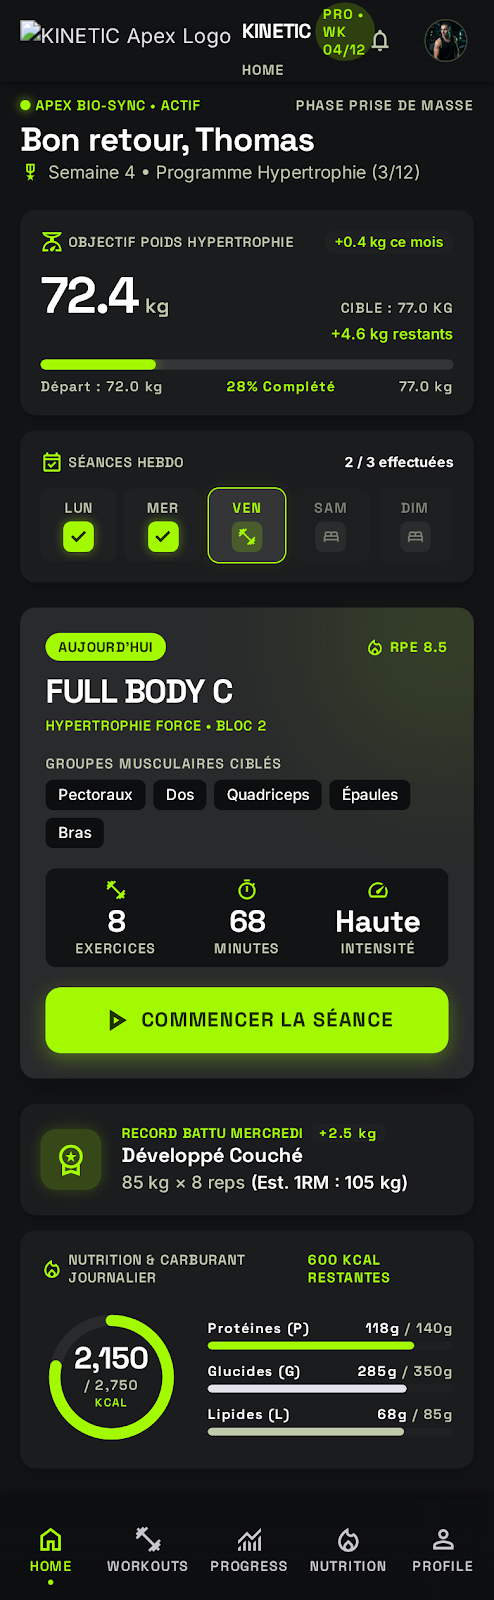 KINETIC Apex Logo
KINETIC
PRO •
WK
04/12
HOME
APEX BIO-SYNC • ACTIF
PHASE PRISE DE MASSE
Bon retour, Thomas
Semaine 4 • Programme Hypertrophie (3/12)
OBJECTIF POIDS HYPERTROPHIE
+0.4 kg ce mois
72.4 kg
CIBLE : 77.0 KG
+4.6 kg restants
Départ : 72.0 kg
28% Complété
77.0 kg
SÉANCES HEBDO
2 / 3 effectuées
LUN
MER
VEN
SAM
DIM
AUJOURD'HUI
RPE 8.5
FULL BODY C
HYPERTROPHIE FORCE • BLOC 2
GROUPES MUSCULAIRES CIBLÉS
Pectoraux
Dos
Quadriceps
Épaules
Bras
8
EXERCICES
68
MINUTES
Haute
INTENSITÉ
COMMENCER LA SÉANCE
RECORD BATTU MERCREDI
+2.5 kg
Développé Couché
85 kg × 8 reps (Est. 1RM : 105 kg)
NUTRITION & CARBURANT
JOURNALIER
600 KCAL
RESTANTES
2,150
/ 2,750
KCAL
Protéines (P)
118g / 140g
Glucides (G)
285g / 350g
Lipides (L)
68g / 85g
HOME
WORKOUTS
PROGRESS
NUTRITION
PROFILE